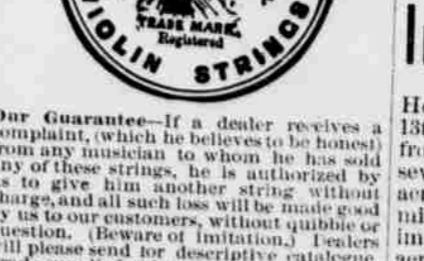 TRADE MARK.
Registered
VIOLIN STRINGS
Our Guarantee—If a dealer receives a
complaint, (which he believes to be honest)
from any musician to whom he has sold
any of these strings, he is authorized by
us to give him another string without
charge, and all such loss will be made good
by us to our customers, without quibble or
question. (Beware of imitation.) Dealers
will please send for descriptive catalogue